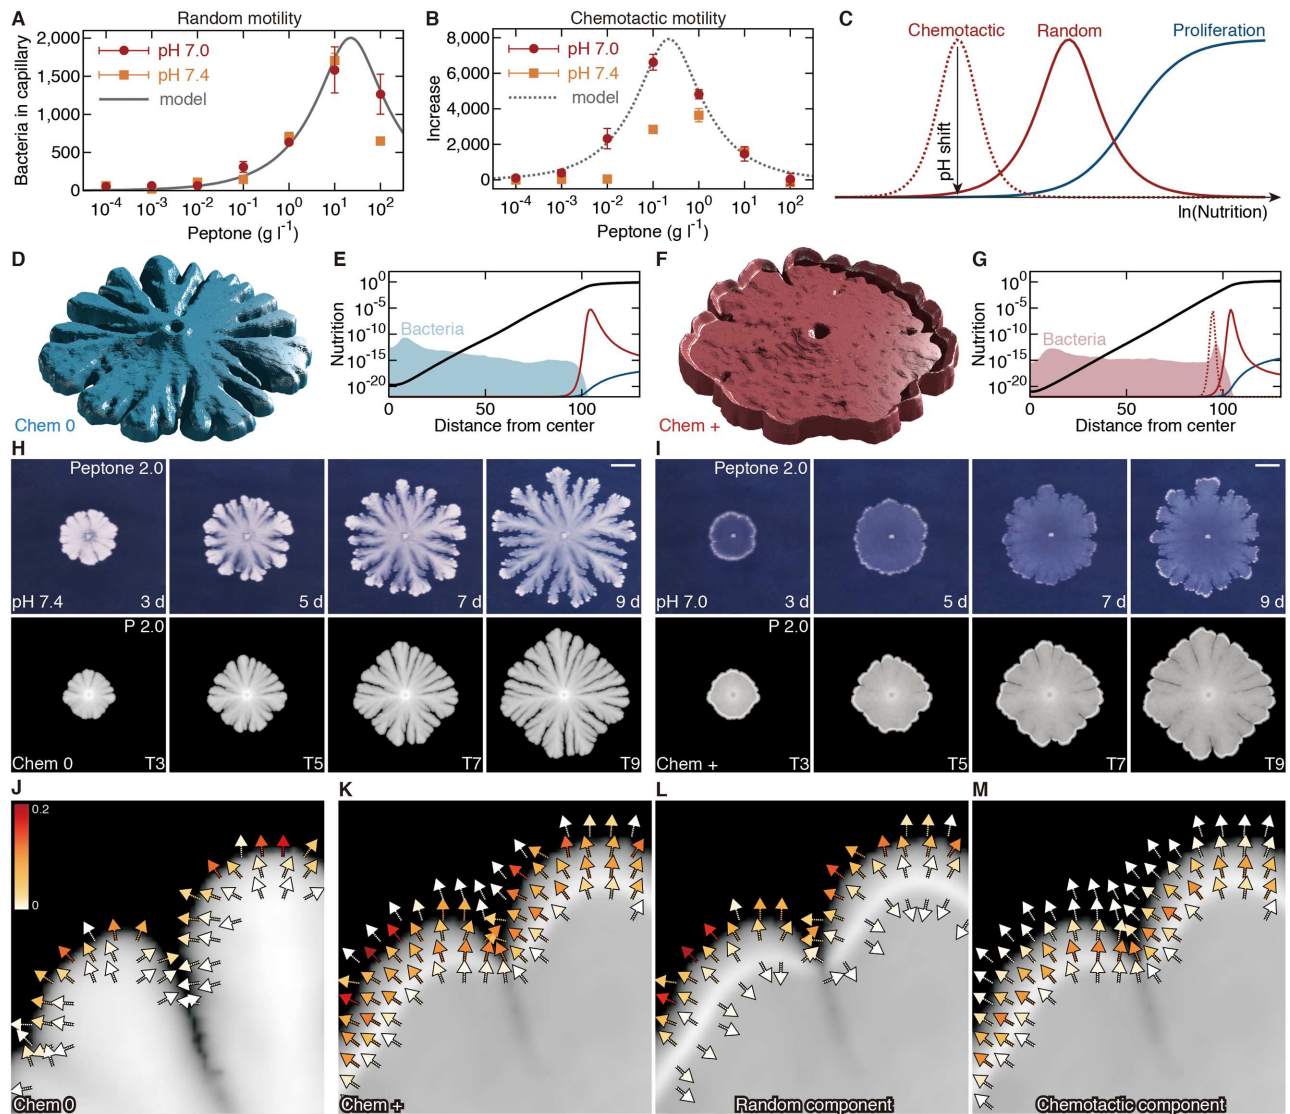 A
Random motility
Bacteria in capillary
2,000
1,500
1,000
500
0
pH 7.0
pH 7.4
model
10⁻⁴ 10⁻³ 10⁻² 10⁻¹ 10⁰ 10¹ 10²
Peptone (g l⁻¹)
B
Chemotactic motility
Increase
8,000
6,000
4,000
2,000
0
pH 7.0
pH 7.4
model
10⁻⁴ 10⁻³ 10⁻² 10⁻¹ 10⁰ 10¹ 10²
Peptone (g l⁻¹)
C
Chemotactic Random Proliferation
pH shift
ln(Nutrition)
D
Chem 0
E
Nutrition
10⁰
10⁻⁵
10⁻¹⁰
10⁻¹⁵
10⁻²⁰
Bacteria
0 50 100
Distance from center
F
Chem +
G
Nutrition
10⁰
10⁻⁵
10⁻¹⁰
10⁻¹⁵
10⁻²⁰
Bacteria
0 50 100
Distance from center
H
Peptone 2.0
pH 7.4 3 d 5 d 7 d 9 d
P 2.0
Chem 0 T3 T5 T7 T9
I
Peptone 2.0
pH 7.0 3 d 5 d 7 d 9 d
P 2.0
Chem + T3 T5 T7 T9
J
0.2
0
Chem 0
K
Chem +
L
Random component
M
Chemotactic component